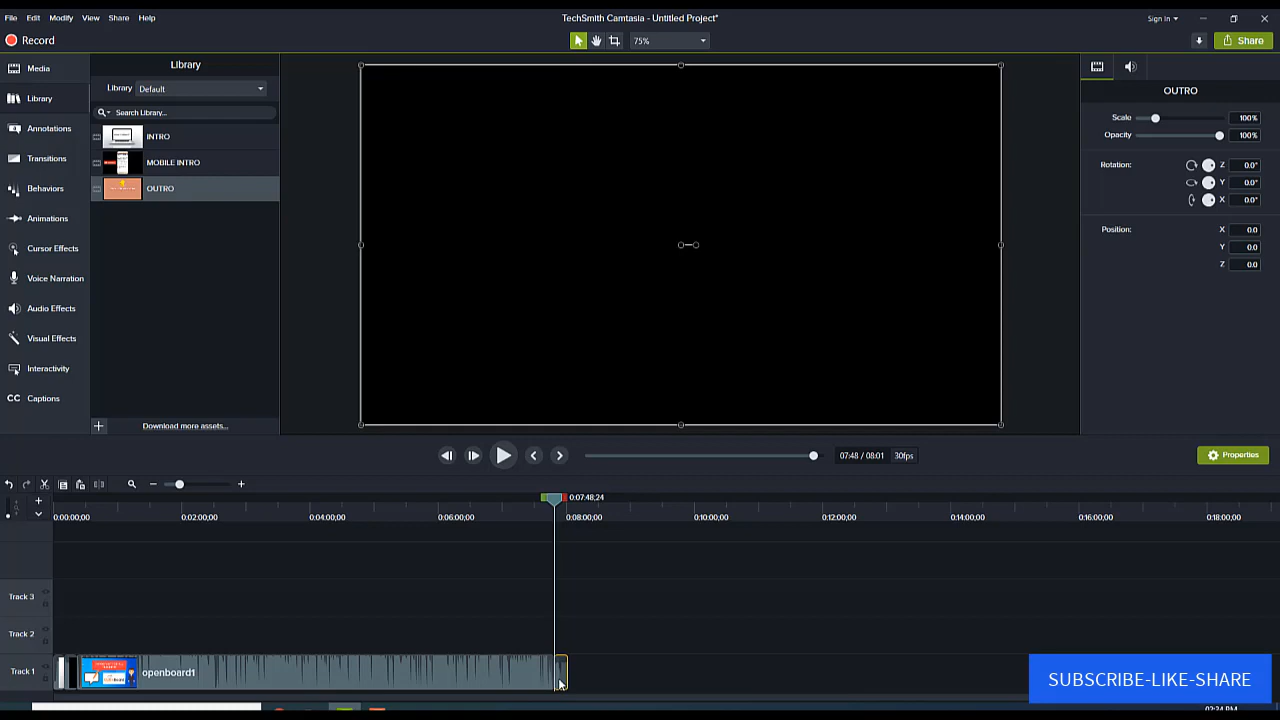 File Edit Modify View Share Help
TechSmith Camtasia - Untitled Project*
Sign In
Record
75%
Share
Media
Library
Annotations
Transitions
Behaviors
Animations
Cursor Effects
Voice Narration
Audio Effects
Visual Effects
Interactivity
CC Captions
Library
Library Default
Search Library...
INTRO
MOBILE INTRO
OUTRO
Download more assets...
OUTRO
Scale 100%
Opacity 100%
Rotation: Z 0.0°
Y 0.0°
X 0.0°
Position: X 0.0
Y 0.0
Z 0.0
07:48 / 08:01 30fps
Properties
0:07:48;24
0:00:00;00 0:02:00;00 0:04:00;00 0:06:00;00 0:08:00;00 0:10:00;00 0:12:00;00 0:14:00;00 0:16:00;00 0:18:00;00
Track 3
Track 2
Track 1
openboard1
SUBSCRIBE-LIKE-SHARE